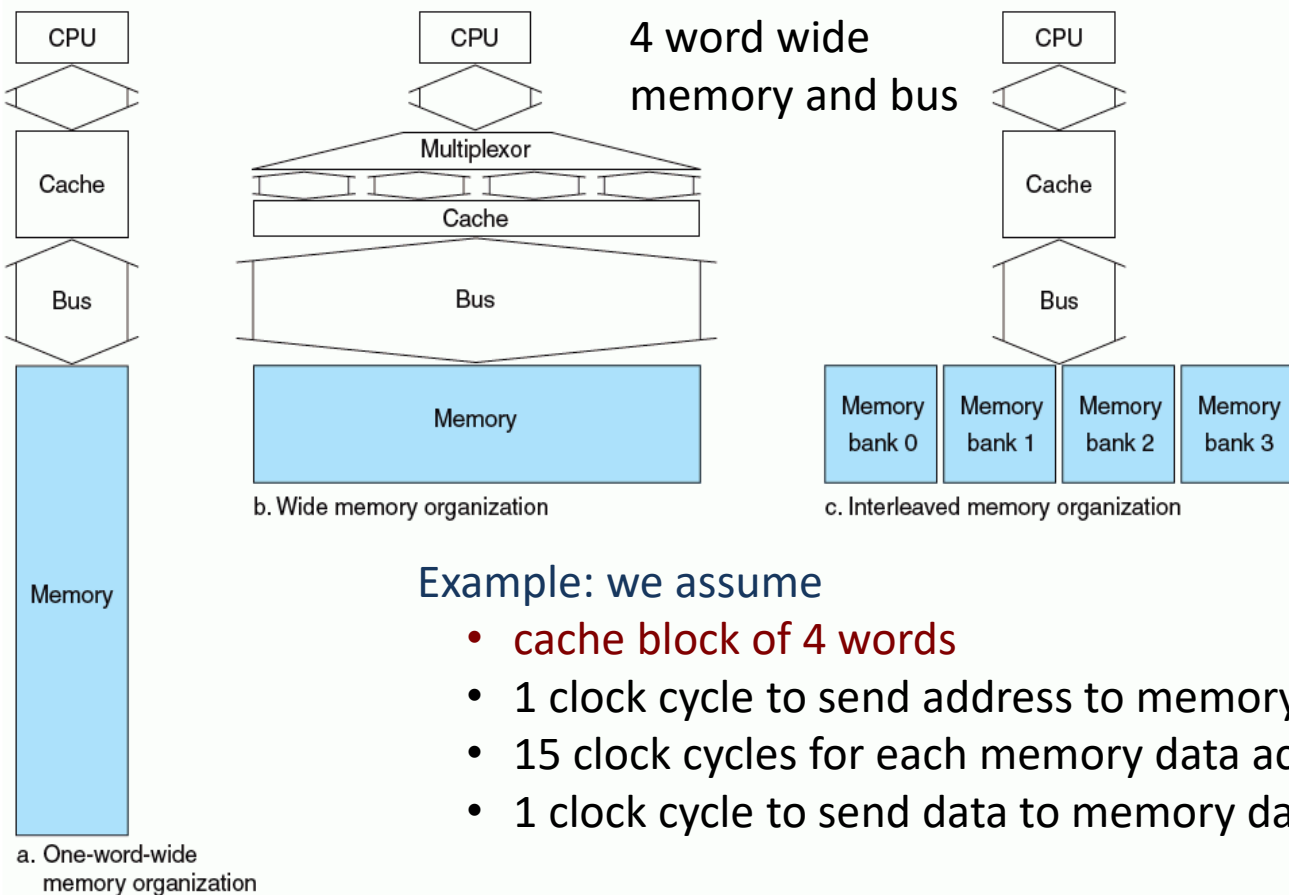 CPU
Cache
Bus
Memory
a. One-word-wide
memory organization
CPU
4 word wide
memory and bus
Multiplexor
Cache
Bus
Memory
b. Wide memory organization
CPU
Cache
Bus
Memory
bank 0
Memory
bank 1
Memory
bank 2
Memory
bank 3
c. Interleaved memory organization
Example: we assume
• cache block of 4 words
• 1 clock cycle to send address to memory
• 15 clock cycles for each memory data
• 1 clock cycle to send data to memory